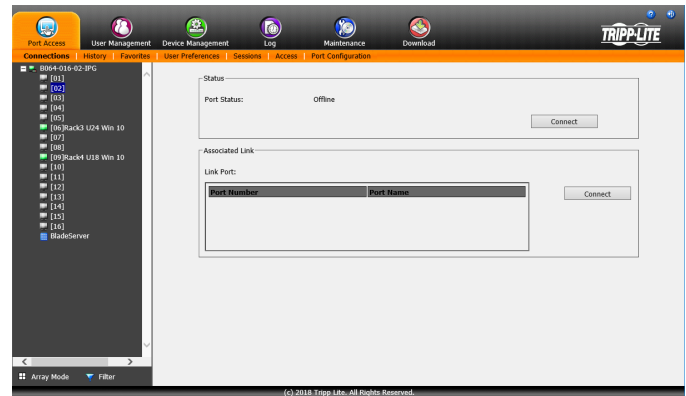 Port Access User Management Device Management Log Maintenance Download
TRIPP·LITE
Connections History Favorites User Preferences Sessions Access Port Configuration
B064-016-02-IPG
[01]
[02]
[03]
[04]
[05]
[06]Rack3 U24 Win 10
[07]
[08]
[09]Rack4 U18 Win 10
[10]
[11]
[12]
[13]
[14]
[15]
[16]
BladeServer
Status
Port Status: Offline
Connect
Associated Link
Link Port:
Port Number Port Name
Connect
Array Mode Filter
(c) 2018 Tripp Lite. All Rights Reserved.